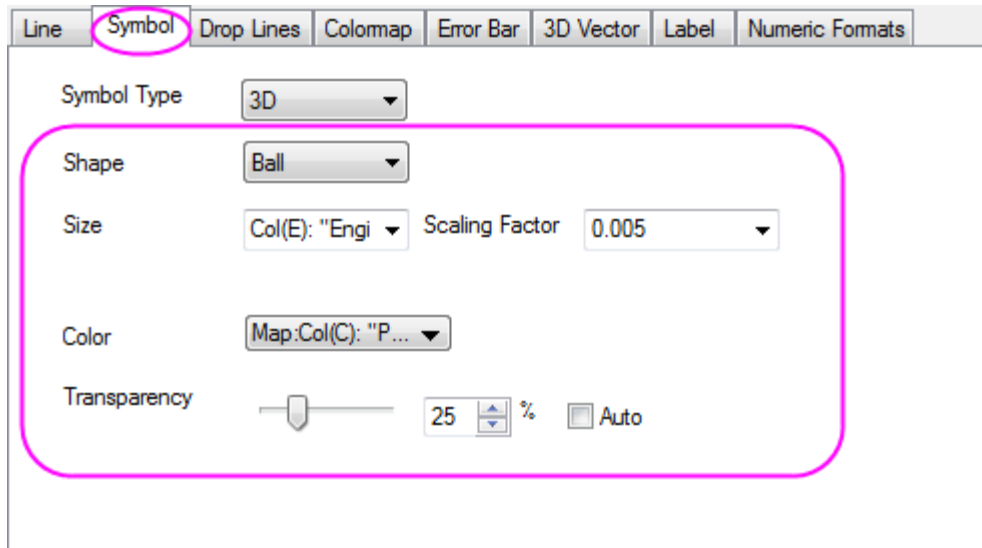 Line Symbol Drop Lines Colormap Error Bar 3D Vector Label Numeric Formats
Symbol Type 3D
Shape Ball
Size Col(E): "Engi Scaling Factor 0.005
Color Map:Col(C): "P...
Transparency 25 % Auto